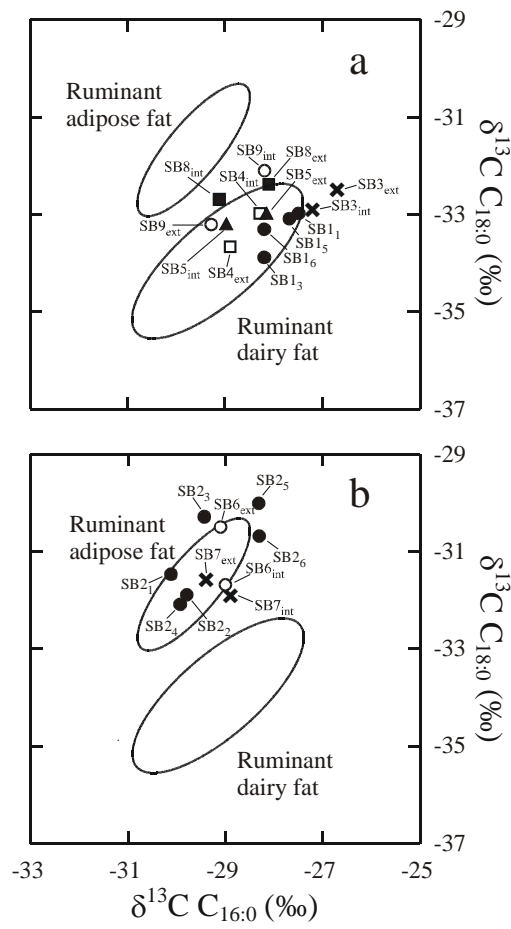 -29
a
Ruminant
adipose fat
-31
SB9int
SB8ext
SB8int
SB4int
SB5ext
SB3ext
-33
SB3int
SB9ext
SB1₁
SB1₅
SB5int
SB4ext
SB1₆
SB1₃
-35
Ruminant
dairy fat
-37
δ¹³C C₁₈:₀ (‰)
-29
b
SB2₃
SB2₅
SB6ext
Ruminant
adipose fat
SB7ext
SB2₆
-31
SB2₁
SB6int
SB7int
SB2₄
SB2₂
-33
-35
Ruminant
dairy fat
-37
δ¹³C C₁₈:₀ (‰)
-33
-31
-29
-27
-25
δ¹³C C₁₆:₀ (‰)